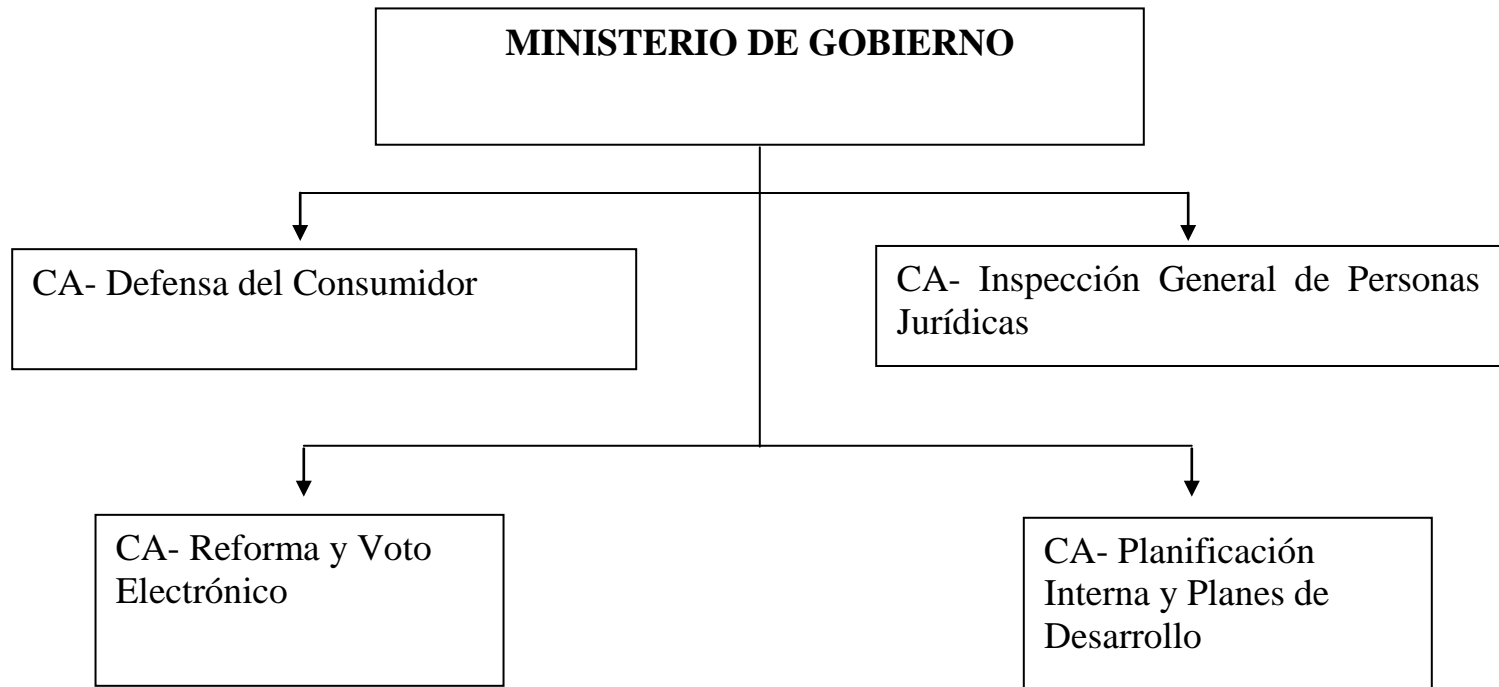 MINISTERIO DE GOBIERNO
CA- Defensa del Consumidor
CA- Inspección General de Personas
Jurídicas
CA- Reforma y Voto
Electrónico
CA- Planificación
Interna y Planes de
Desarrollo